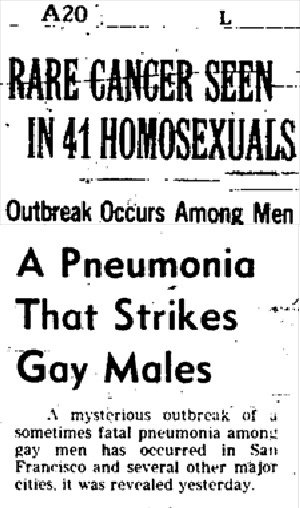 A20 L
RARE CANCER SEEN
IN 41 HOMOSEXUALS
Outbreak Occurs Among Men
A Pneumonia
That Strikes
Gay Males
A mysterious outbreak of a
sometimes fatal pneumonia among
gay men has occurred in San
Francisco and several other major
cities, it was revealed yesterday.